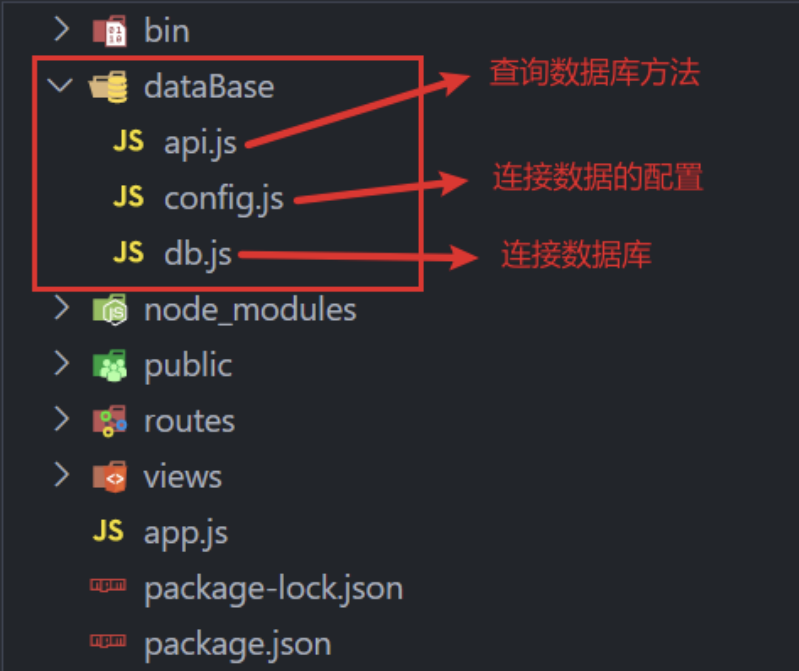 bin
dataBase
查询数据库方法
JS api.js
连接数据的配置
JS config.js
JS db.js
连接数据库
node_modules
public
routes
views
JS app.js
npm package-lock.json
npm package.json